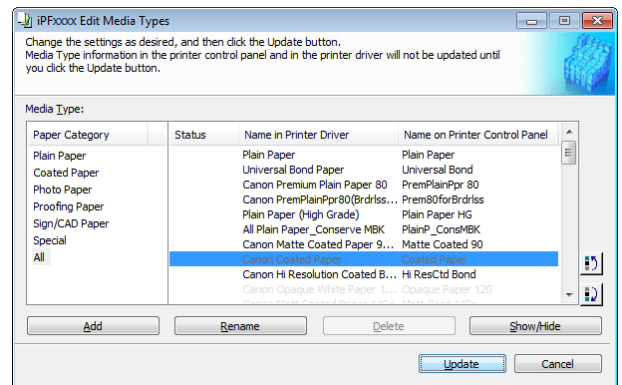 iPFxxxx Edit Media Types
Change the settings as desired, and then click the Update button.
Media Type information in the printer control panel and in the printer driver will not be updated until
you click the Update button.
Media Type:
Paper Category Status Name in Printer Driver Name on Printer Control Panel
Plain Paper Plain Paper Plain Paper
Coated Paper Universal Bond Paper Universal Bond
Photo Paper Canon Premium Plain Paper 80 PremPlainPpr 80
Proofing Paper Canon PremPlainPpr80(Brdrlss... Prem80forBrdrlss
Sign/CAD Paper Plain Paper (High Grade) Plain Paper HG
Special All Plain Paper_Conserve MBK PlainP_ConsMBK
All Canon Matte Coated Paper 9... Matte Coated 90
Canon Coated Paper Coated Paper
Canon Hi Resolution Coated B... Hi ResCtd Bond
Canon Opaque White Paper 1... Opaque Paper 120
Add Rename Delete Show/Hide
Update Cancel